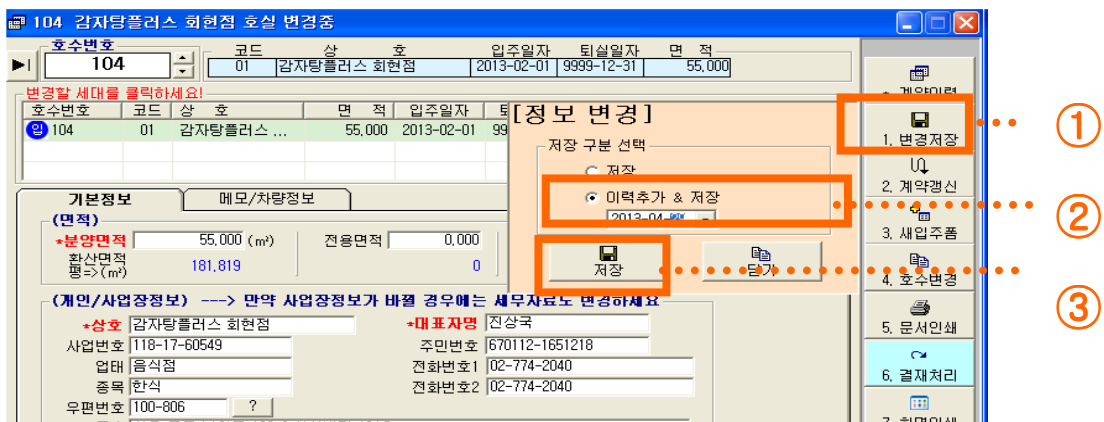 104 감자탕플러스 회현점 호실 변경중
호수번호
104
코드 상 호 입주일자 퇴실일자 면 적
01 감자탕플러스 회현점 2013-02-01 9999-12-31 55,000
변경할 세대를 클릭하세요!
호수번호 코드 상 호 면 적 입주일자
입 104 01 감자탕플러스 ... 55,000 2013-02-01 99
[정보 변경]
저장 구분 선택
저장
이력추가 & 저장
2013-04-
저장 닫기
기본정보 메모/차량정보
(면적)
*분양면적 55,000 (m²) 전용면적 0,000
환산면적
평=>(m²) 181,819 0
(개인/사업장정보) ---> 만약 사업장정보가 바뀔 경우에는 세무자료도 변경하세요
*상호 감자탕플러스 회현점 *대표자명 진상국
사업번호 118-17-60549 주민번호 670112-1651218
업태 음식점 전화번호1 02-774-2040
종목 한식 전화번호2 02-774-2040
우편번호 100-806 ?
계약이력
1, 변경저장
2, 계약갱신
3, 새입주폼
4, 호수변경
5, 문서인쇄
6, 결재처리
7, 화면인쇄
①
②
③